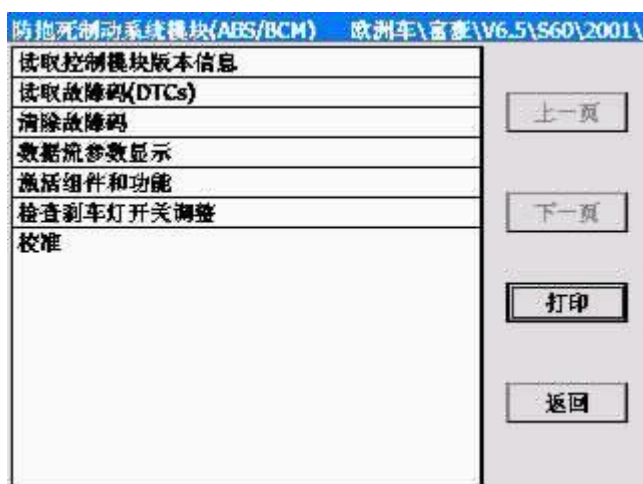 防抱死制动系统模块(ABS/BCM) 欧洲车\富豪\V6.5\S60\2001\
读取控制模块版本信息
读取故障码(DTCs)
清除故障码
数据流参数显示
激活组件和功能
检查刹车灯开关调整
校准
上一页
下一页
打印
返回